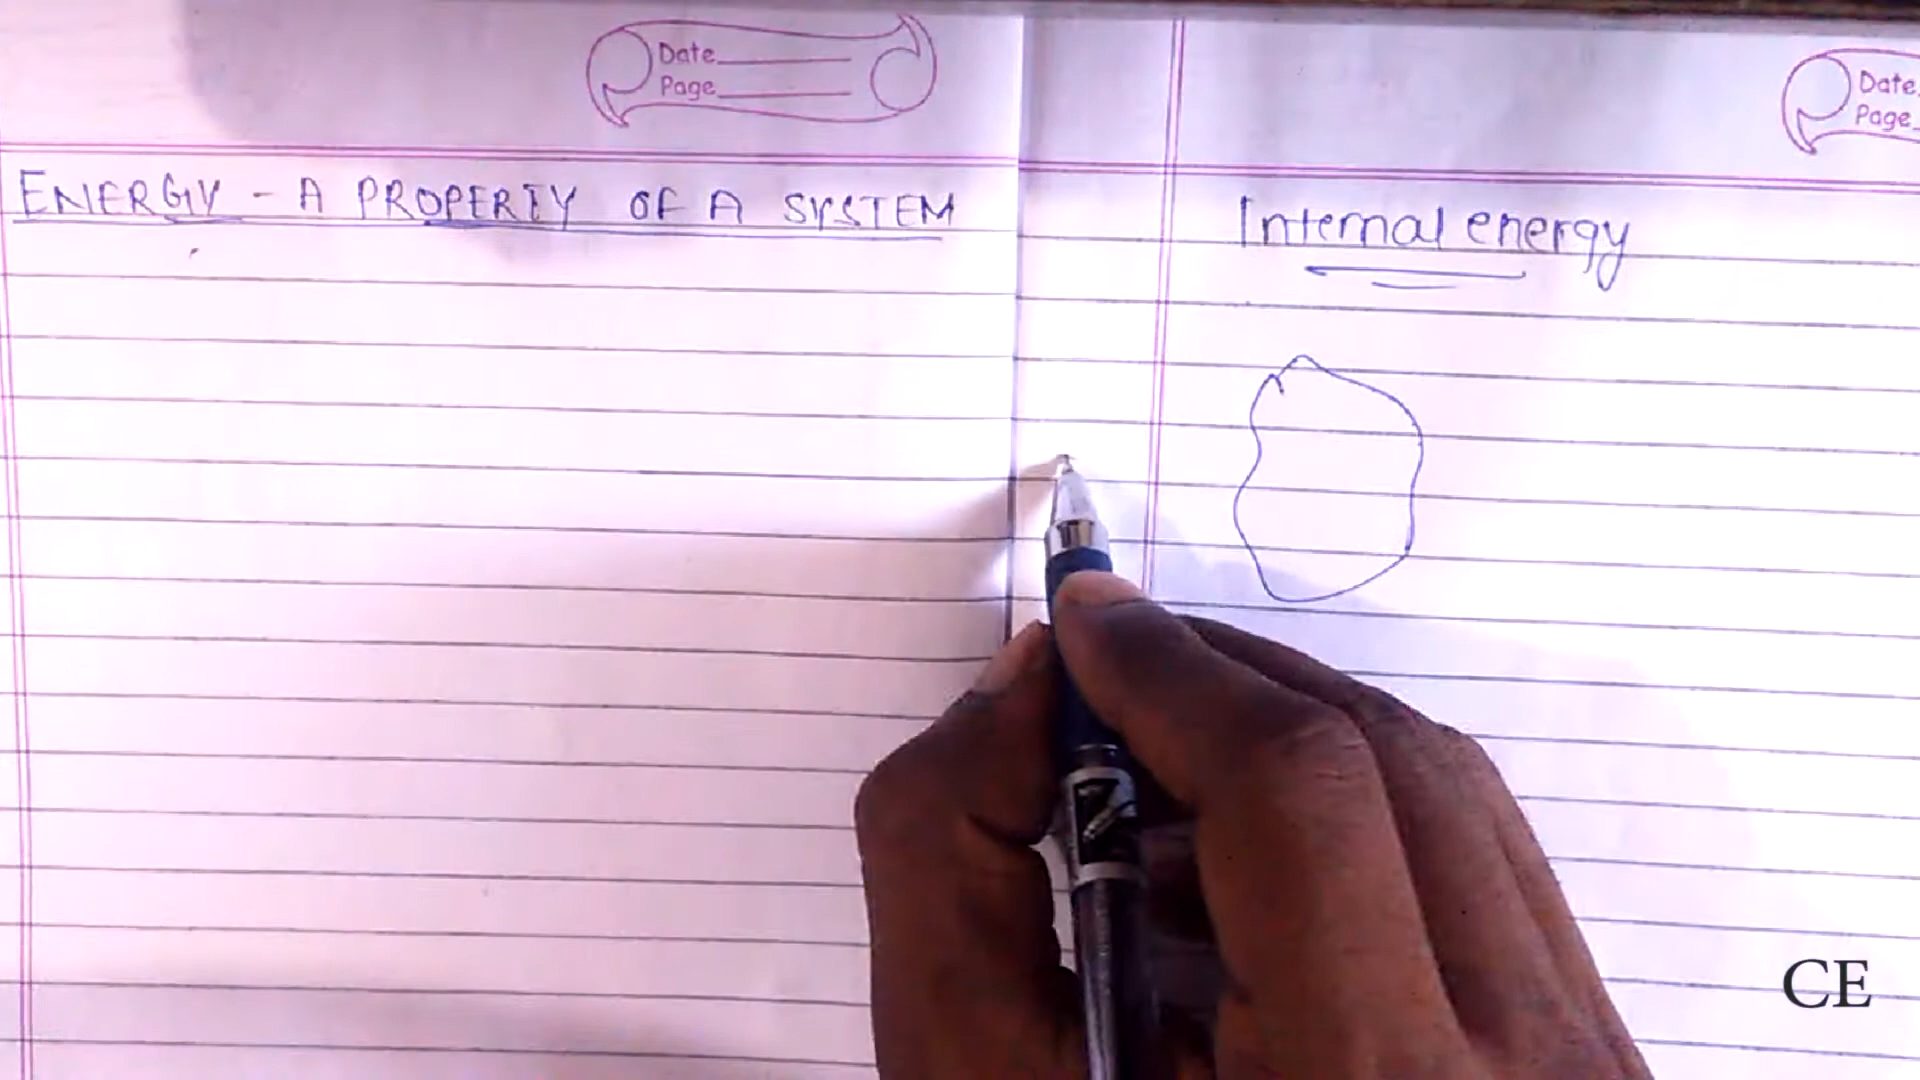 Date
Page
ENERGY - A PROPERTY OF A SYSTEM
Date
Page
Internal energy
CE